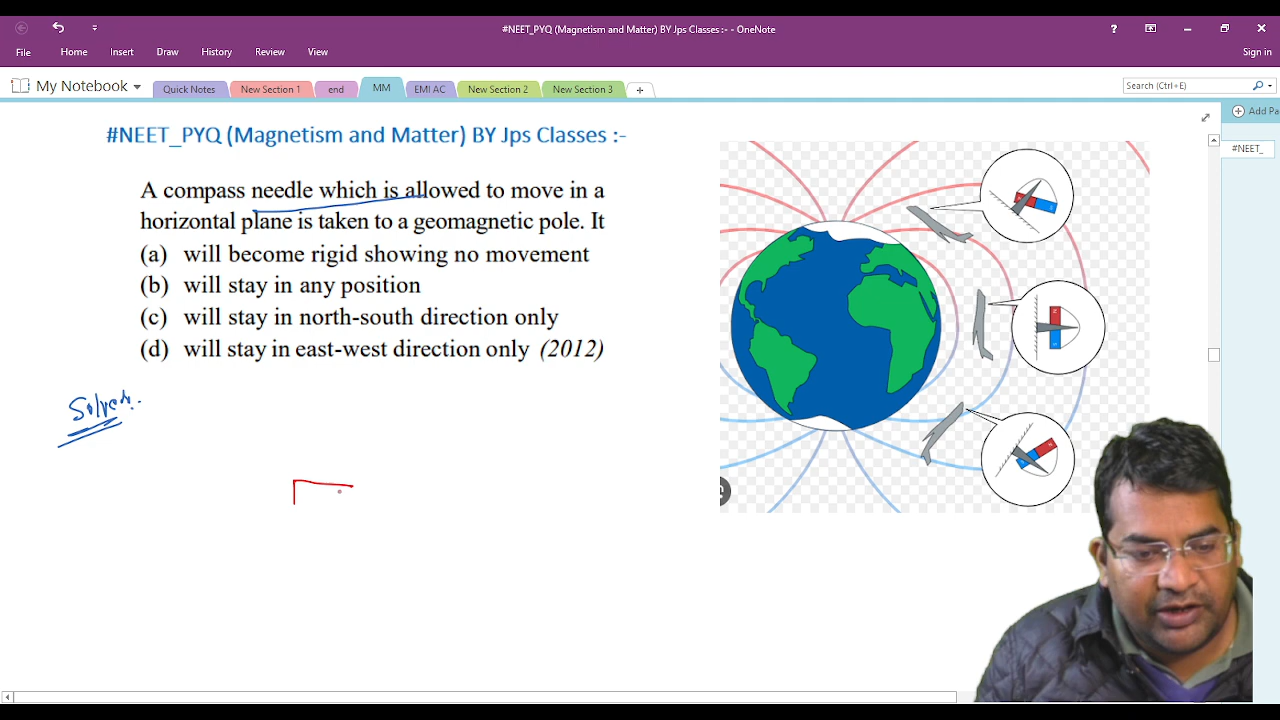 #NEET_PYQ (Magnetism and Matter) BY Jps Classes :- - OneNote
?
Sign in
File Home Insert Draw History Review View
My Notebook
Quick Notes New Section 1 end MM EMI AC New Section 2 New Section 3 +
Search (Ctrl+E)
Add Pa
#NEET_
#NEET_PYQ (Magnetism and Matter) BY Jps Classes :-
A compass needle which is allowed to move in a
horizontal plane is taken to a geomagnetic pole. It
(a) will become rigid showing no movement
(b) will stay in any position
(c) will stay in north-south direction only
(d) will stay in east-west direction only (2012)